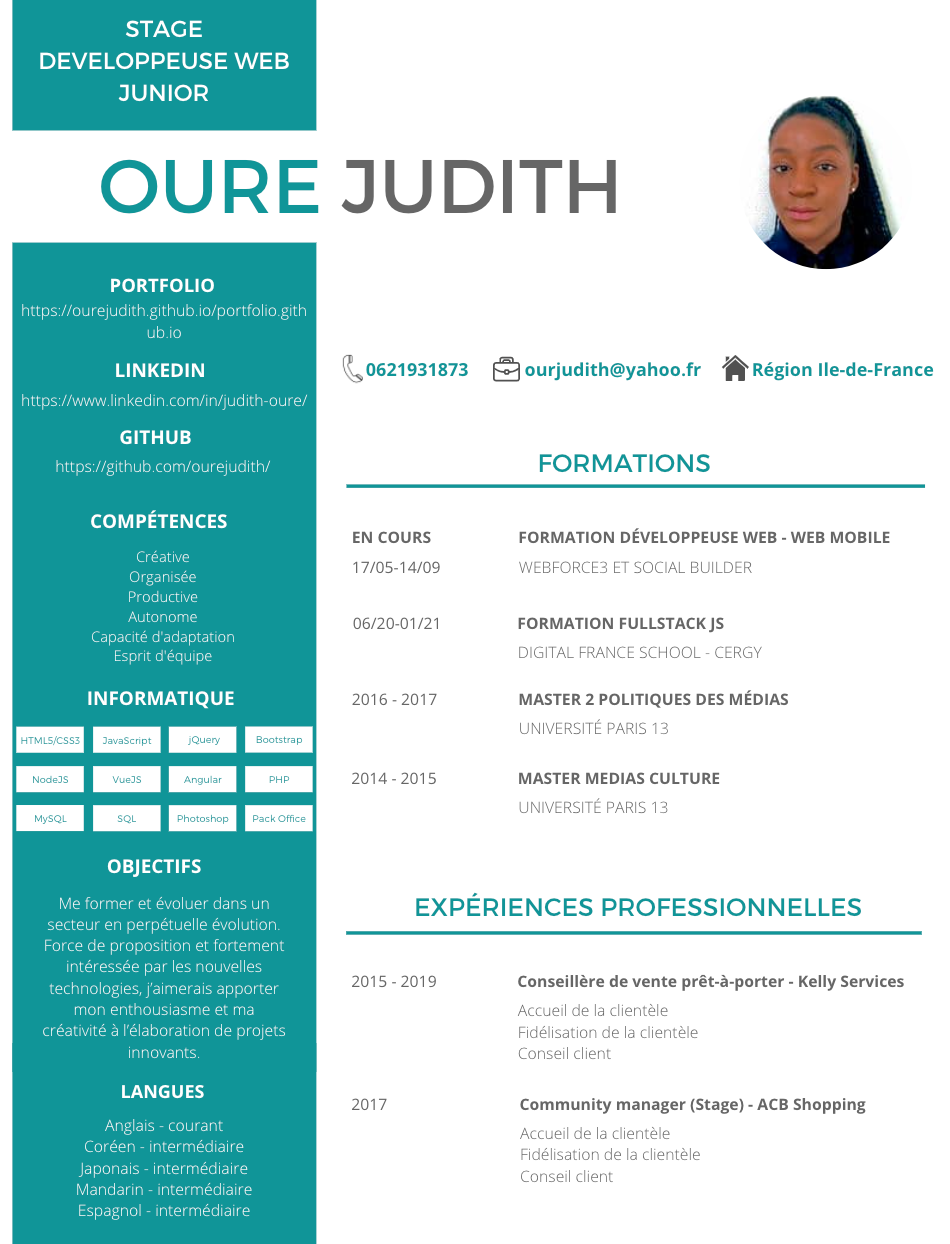 STAGE
DEVELOPPEUSE WEB
JUNIOR
OURE JUDITH
PORTFOLIO
https://ourejudith.github.io/portfolio.gith
ub.io
LINKEDIN
https://www.linkedin.com/in/judith-oure/
GITHUB
https://github.com/ourejudith/
COMPÉTENCES
Créative
Organisée
Productive
Autonome
Capacité d'adaptation
Esprit d'équipe
INFORMATIQUE
HTML5/CSS3 JavaScript jQuery Bootstrap
NodeJS VueJS Angular PHP
MySQL SQL Photoshop Pack Office
OBJECTIFS
Me former et évoluer dans un
secteur en perpétuelle évolution.
Force de proposition et fortement
intéressée par les nouvelles
technologies, j’aimerais apporter
mon enthousiasme et ma
créativité à l’élaboration de projets
innovants.
LANGUES
Anglais - courant
Coréen - intermédiaire
Japonais - intermédiaire
Mandarin - intermédiaire
Espagnol - intermédiaire
0621931873 ourjudith@yahoo.fr Région Ile-de-France
FORMATIONS
EN COURS FORMATION DÉVELOPPEUSE WEB - WEB MOBILE
17/05-14/09 WEBFORCE3 ET SOCIAL BUILDER
06/20-01/21 FORMATION FULLSTACK JS
DIGITAL FRANCE SCHOOL - CERGY
2016 - 2017 MASTER 2 POLITIQUES DES MÉDIAS
UNIVERSITÉ PARIS 13
2014 - 2015 MASTER MEDIAS CULTURE
UNIVERSITÉ PARIS 13
EXPÉRIENCES PROFESSIONNELLES
2015 - 2019 Conseillère de vente prêt-à-porter - Kelly Services
Accueil de la clientèle
Fidélisation de la clientèle
Conseil client
2017 Community manager (Stage) - ACB Shopping
Accueil de la clientèle
Fidélisation de la clientèle
Conseil client